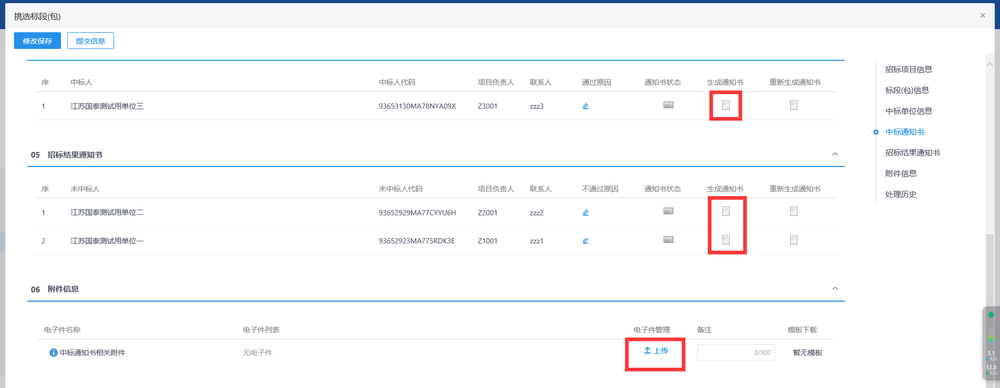 挑选标段(包)
修改保存 提交信息
序 中标人 中标人代码 项目负责人 联系人 通过原因 通知书状态 生成通知书 重新生成通知书
1 江苏国泰测试用单位三 93653130MA78NYA09X Z3001 zzz3
05 招标结果通知书
序 未中标人 未中标人代码 项目负责人 联系人 不通过原因 通知书状态 生成通知书 重新生成通知书
1 江苏国泰测试用单位二 93652929MA77CYYU6H Z2001 zzz2
2 江苏国泰测试用单位一 93652923MA775RDK3E Z1001 zzz1
06 附件信息
电子件名称 电子件列表 电子件管理 备注 模板下载
中标通知书相关附件 无电子件 上传 0/500 暂无模板
招标项目信息
标段(包)信息
中标单位信息
中标通知书
招标结果通知书
附件信息
处理历史
3.1
K/s
12.8
K/s